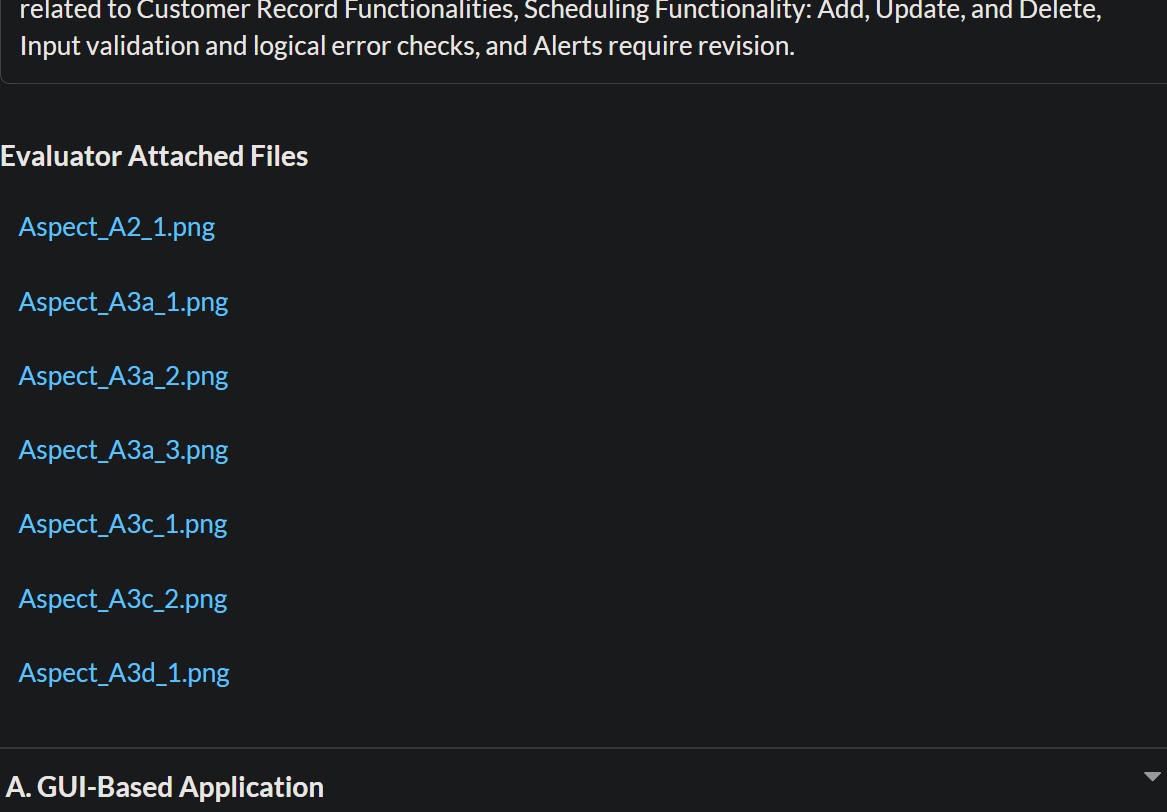 related to Customer Record Functionalities, Scheduling Functionality: Add, Update, and Delete,
Input validation and logical error checks, and Alerts require revision.
Evaluator Attached Files
Aspect_A2_1.png
Aspect_A3a_1.png
Aspect_A3a_2.png
Aspect_A3a_3.png
Aspect_A3c_1.png
Aspect_A3c_2.png
Aspect_A3d_1.png
A. GUI-Based Application